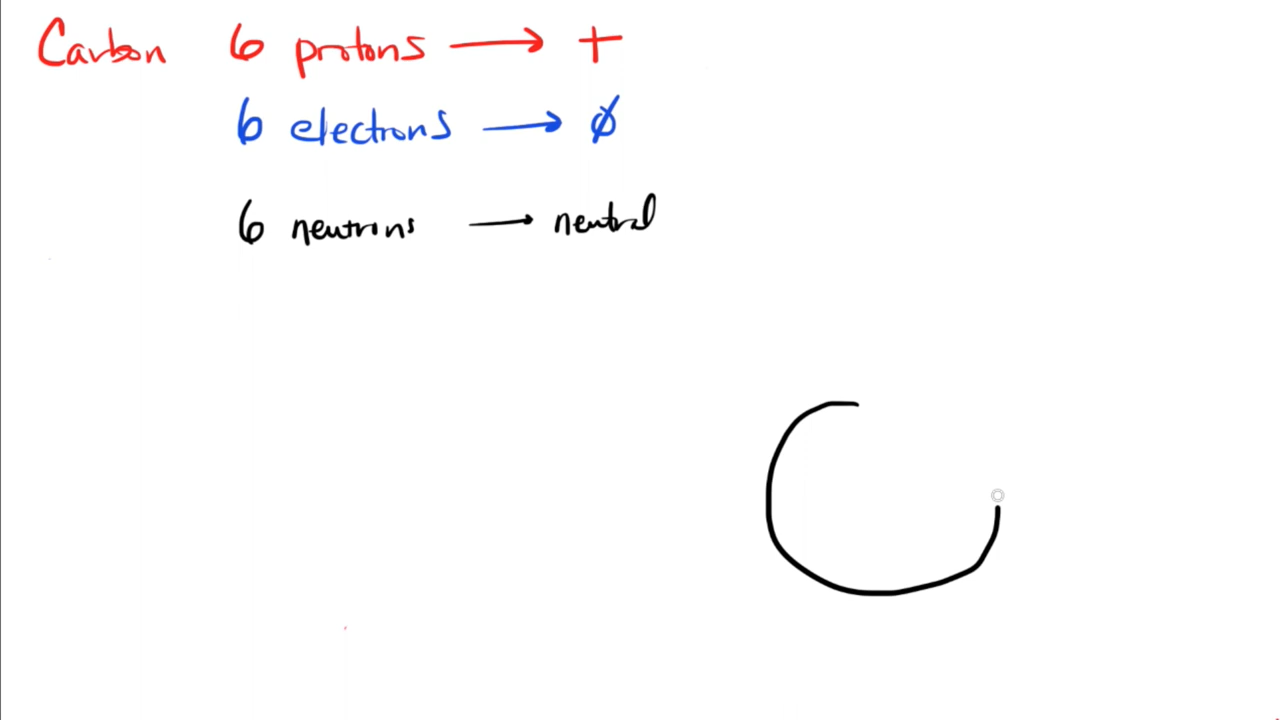 Carbon 6 protons → +
6 electrons → ∅
6 neutrons → neutral